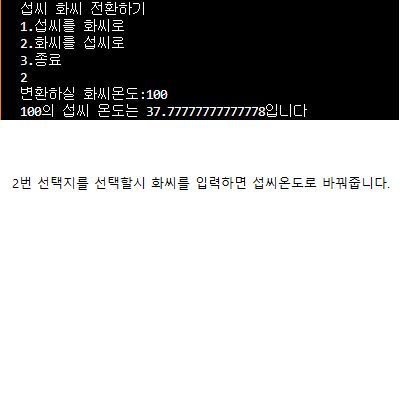 섭씨 화씨 전환하기
1.섭씨를 화씨로
2.화씨를 섭씨로
3.종료
2
변환하실 화씨온도:100
100의 섭씨 온도는 37.77777777777778입니다
2번 선택지를 선택할시 화씨를 입력하면 섭씨온도로 바꿔줍니다.